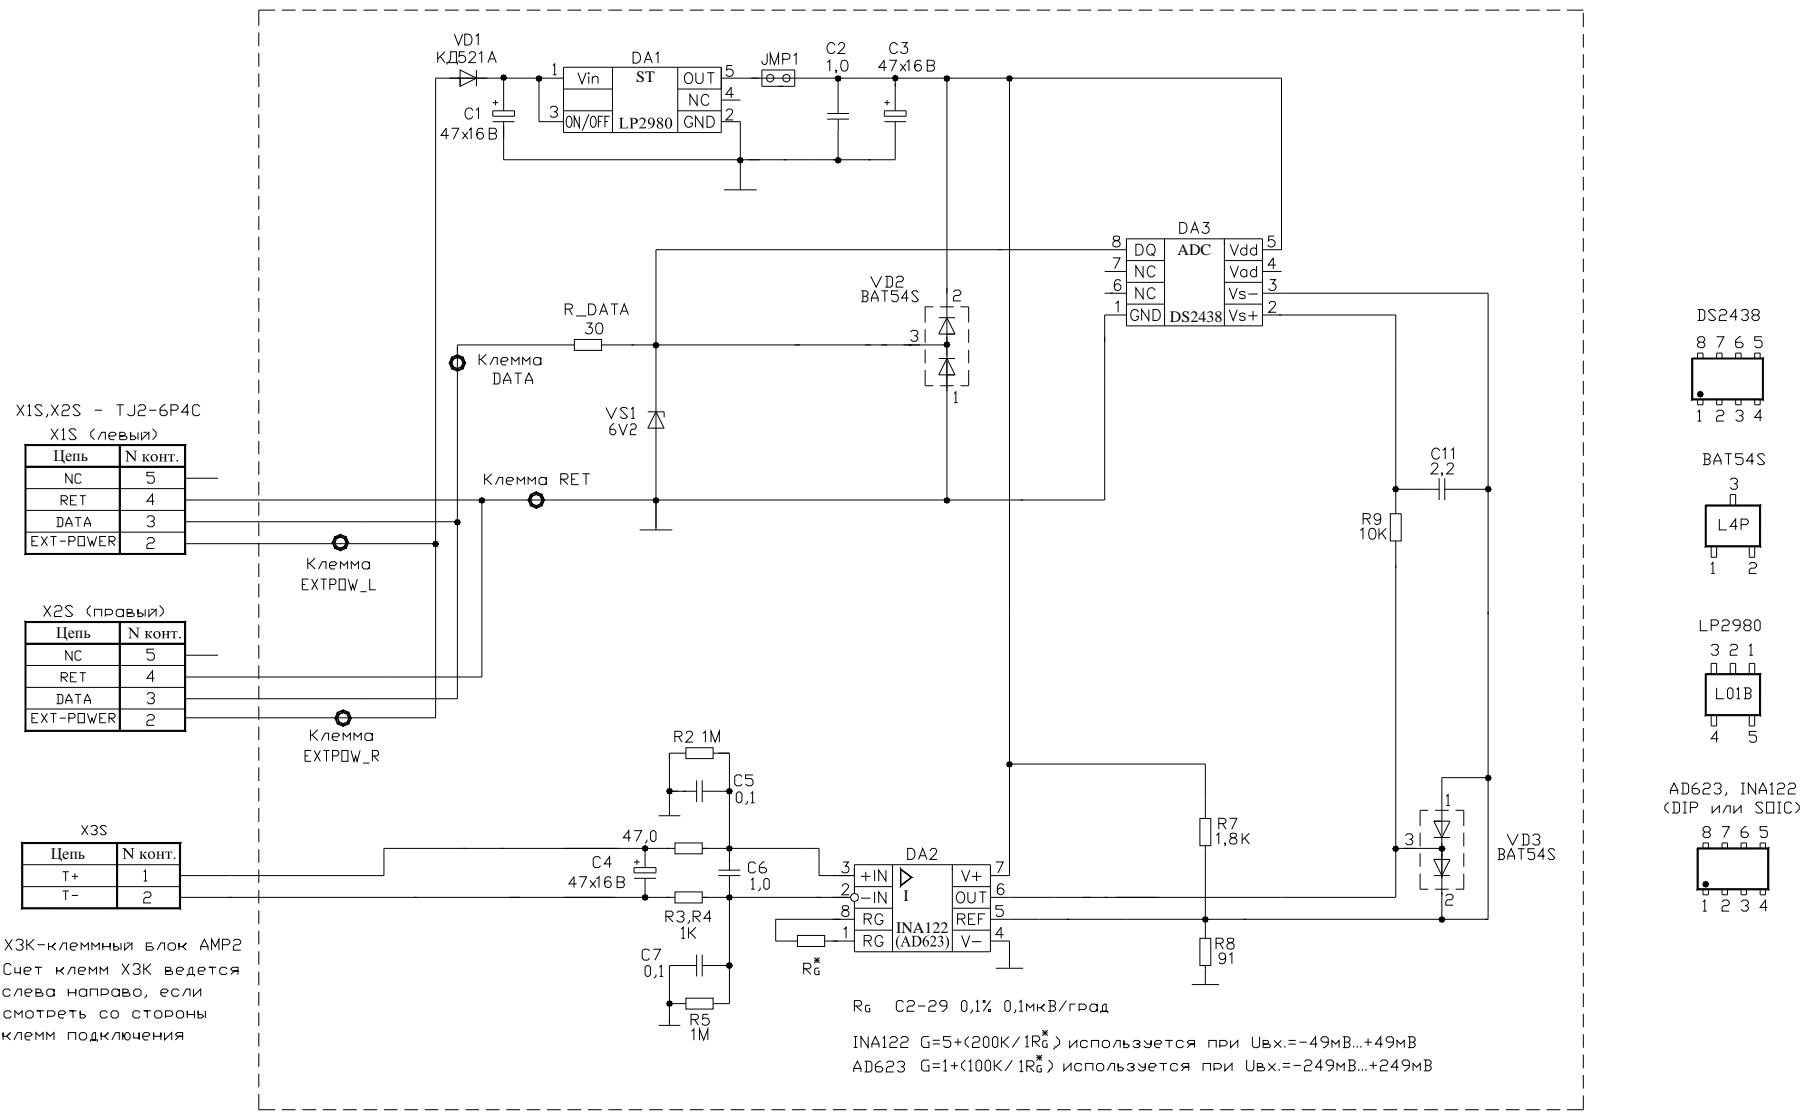 VD1
КД521А
C1
47x16В
DA1
1 Vin ST OUT 5
NC 4
3 ON/OFF LP2980 GND 2
JMP1
C2
1,0
C3
47x16В
DA3
8 DQ ADC Vdd 5
7 NC Vad 4
6 NC Vs- 3
1 GND DS2438 Vs+ 2
VD2
BAT54S
2
3
1
R_DATA
30
Клемма
DATA
VS1
6V2
Клемма RET
X1S,X2S - TJ2-6P4C
X1S (левый)
Цепь N конт.
NC 5
RET 4
DATA 3
EXT-POWER 2
Клемма
EXTPOW_L
X2S (правый)
Цепь N конт.
NC 5
RET 4
DATA 3
EXT-POWER 2
Клемма
EXTPOW_R
C11
2,2
R9
10K
R2 1M
C5
0,1
X3S
Цепь N конт.
T+ 1
T- 2
47,0
C4
47x16В
C6
1,0
R3,R4
1K
C7
0,1
R5
1M
DA2
3 +IN V+ 7
2 -IN I OUT 6
8 RG INA122 REF 5
1 RG (AD623) V- 4
RG*
R7
1,8K
R8
91
1
3
2
VD3
BAT54S
X3K-клеммный блок AMP2
Счет клемм X3K ведется
слева направо, если
смотреть со стороны
клемм подключения
RG C2-29 0,1% 0,1мкВ/град
INA122 G=5+(200K/1RG*) используется при Uвх.=-49мВ...+49мВ
AD623 G=1+(100K/1RG*) используется при Uвх.=-249мВ...+249мВ
DS2438
8 7 6 5
1 2 3 4
BAT54S
3
L4P
1 2
LP2980
3 2 1
L01B
4 5
AD623, INA122
(DIP или SOIC)
8 7 6 5
1 2 3 4